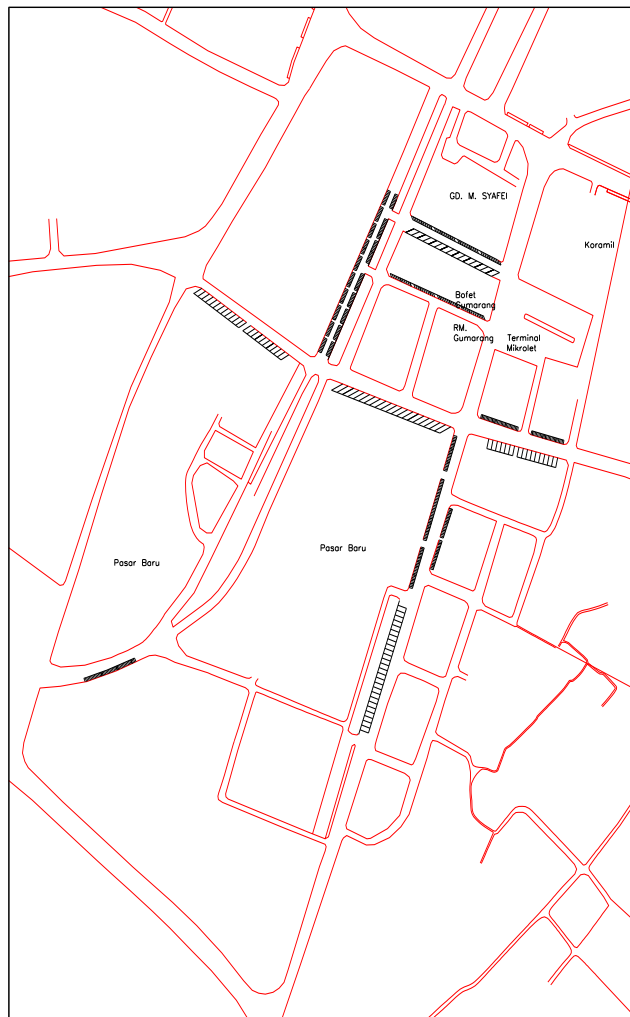 GD. M. SYAFEI
Koramil
Bofet
Gumarang
RM.
Gumarang
Terminal
Mikrolet
Pasar Baru
Pasar Baru